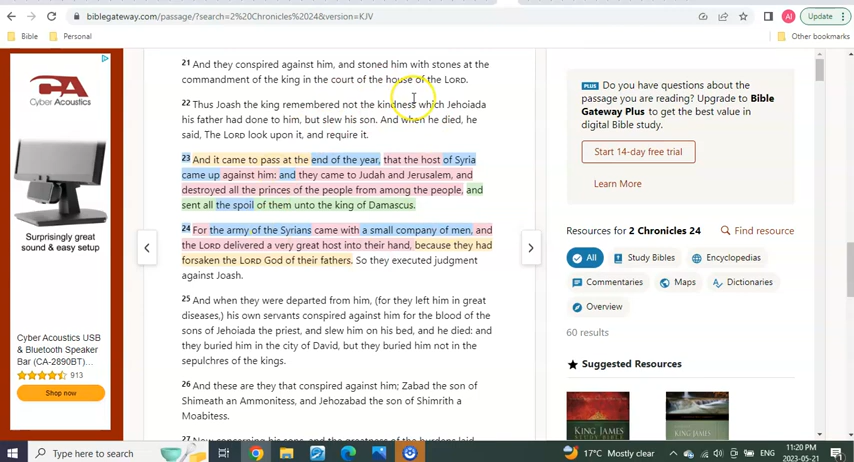 biblegateway.com/passage/?search=2%20Chronicles%2024&version=KJV
AI
Update
Bible
Personal
Other bookmarks
21 And they conspired against him, and stoned him with stones at the
commandment of the king in the court of the house of the LORD.
22 Thus Joash the king remembered not the kindness which Jehoiada
his father had done to him, but slew his son. And when he died, he
said, The LORD look upon it, and require it.
23 And it came to pass at the end of the year, that the host of Syria
came up against him: and they came to Judah and Jerusalem, and
destroyed all the princes of the people from among the people, and
sent all the spoil of them unto the king of Damascus.
24 For the army of the Syrians came with a small company of men, and
the LORD delivered a very great host into their hand, because they had
forsaken the LORD God of their fathers. So they executed judgment
against Joash.
25 And when they were departed from him, (for they left him in great
diseases,) his own servants conspired against him for the blood of the
sons of Jehoiada the priest, and slew him on his bed, and he died: and
they buried him in the city of David, but they buried him not in the
sepulchres of the kings.
26 And these are they that conspired against him; Zabad the son of
Shimeath an Ammonitess, and Jehozabad the son of Shimrith a
Moabitess.
27 Now concerning his sons, and the greatness of the burdens laid
CYBER ACOUSTICS
Surprisingly
great sound &
easy setup
Cyber Acoustics USB
& Bluetooth Speaker
Bar (CA-2890BT)
913
Shop now
PLUS Do you have questions about the
passage you are reading? Upgrade to Bible
Gateway Plus to get the best value in
digital Bible study.
Start 14-day free trial
Learn More
Resources for 2 Chronicles 24
Find resource
All
Study Bibles
Encyclopedias
Commentaries
Maps
Dictionaries
Overview
60 results
Suggested Resources
KING JAMES
KING JAMES
Type here to search
17°C Mostly clear
ENG
11:20 PM
2023-05-21